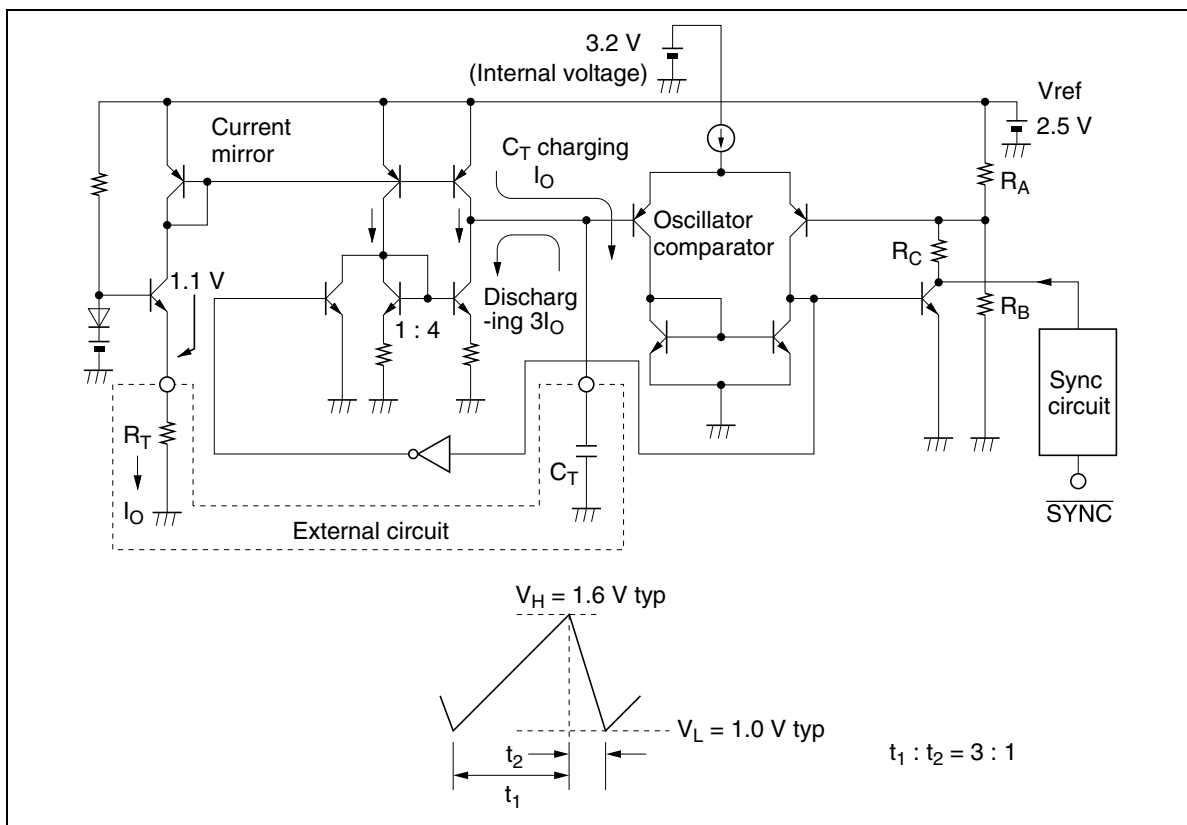 3.2 V
(Internal voltage)
Vref
2.5 V
Current
mirror
C_T charging
I_O
R_A
Oscillator
comparator
R_C
1.1 V
Discharg
-ing 3I_O
R_B
1 : 4
Sync
circuit
R_T
C_T
I_O
SYNC
External circuit
V_H = 1.6 V typ
V_L = 1.0 V typ
t_2
t_1 : t_2 = 3 : 1
t_1